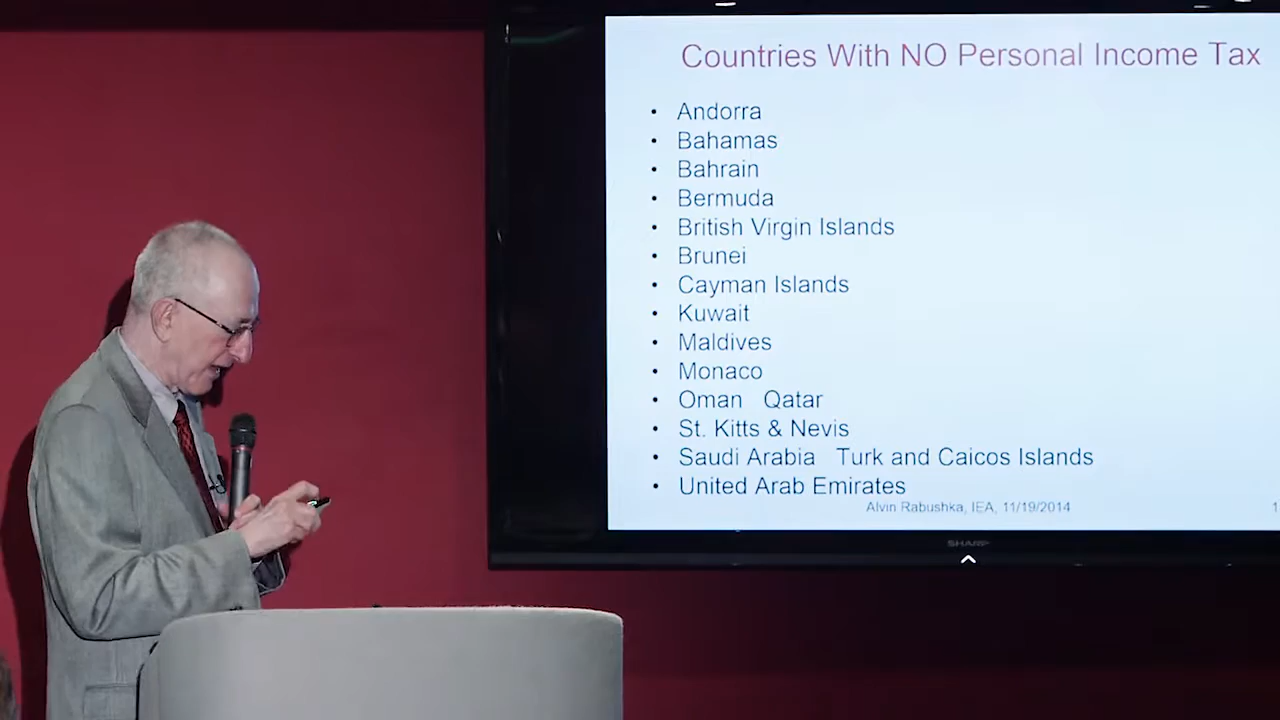 Countries With NO Personal Income Tax
• Andorra
• Bahamas
• Bahrain
• Bermuda
• British Virgin Islands
• Brunei
• Cayman Islands
• Kuwait
• Maldives
• Monaco
• Oman Qatar
• St. Kitts & Nevis
• Saudi Arabia Turk and Caicos Islands
• United Arab Emirates
Alvin Rabushka, IEA, 11/19/2014
SHARP